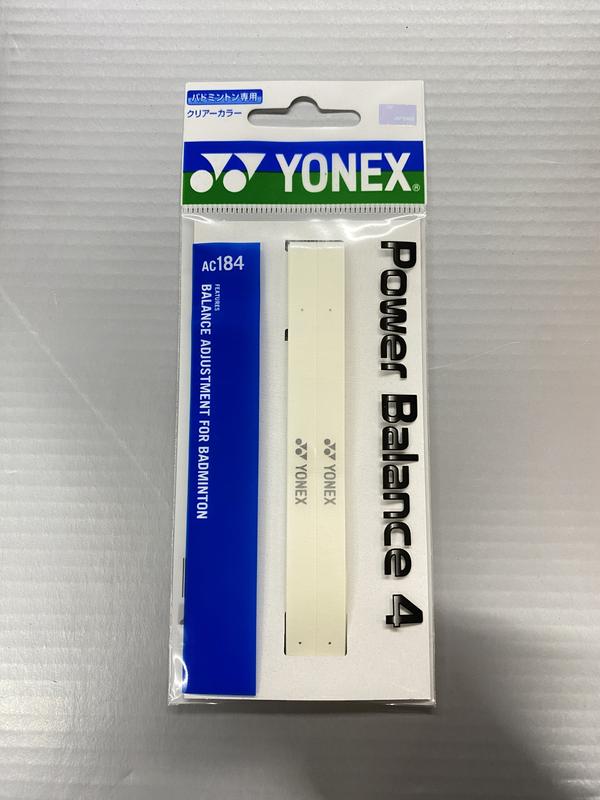 バドミントン専用
クリアーカラー
YONEX®
AC184
FEATURES
BALANCE ADJUSTMENT FOR BADMINTON
YONEX
YONEX
Power Balance 4